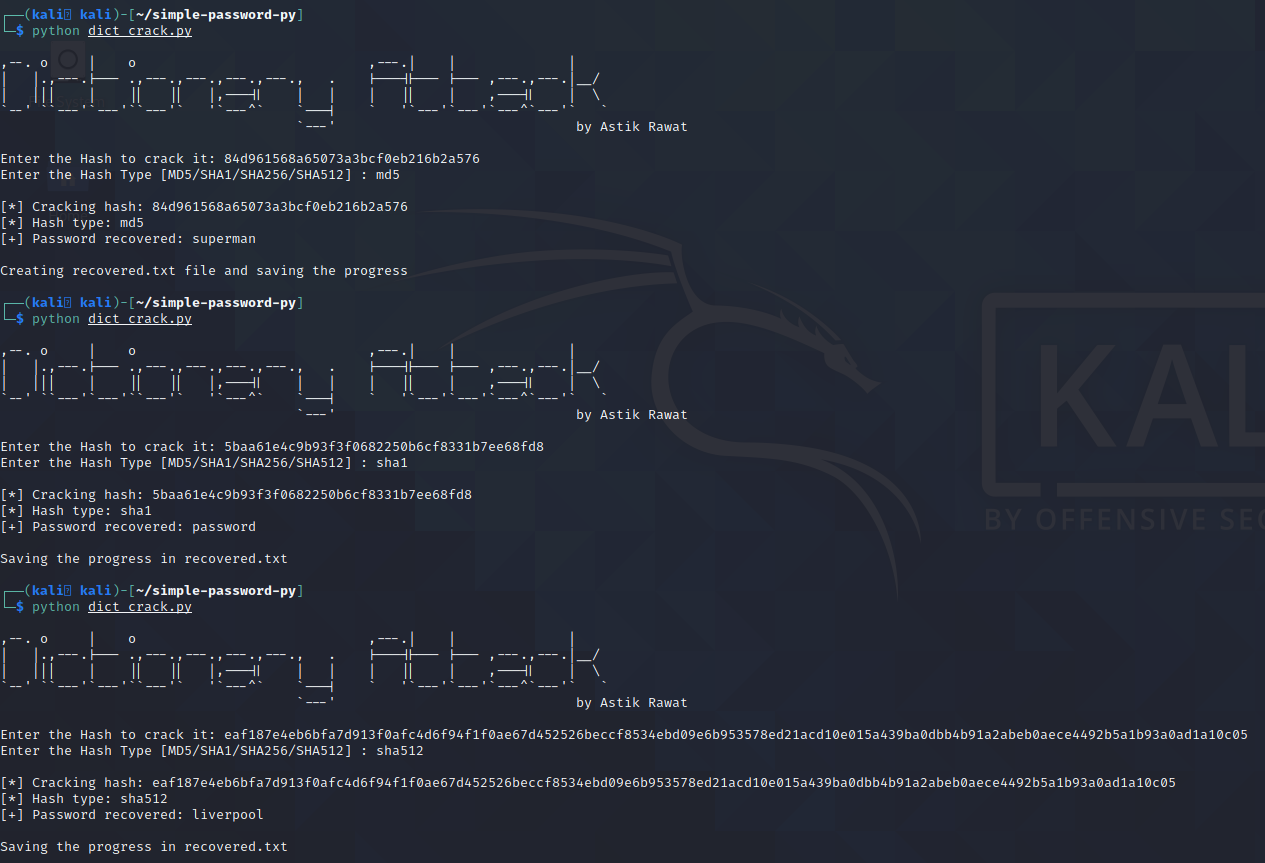 ┌──(kali㉿ kali)-[~/simple-password-py]
└─$ python dict_crack.py
by Astik Rawat
Enter the Hash to crack it: 84d961568a65073a3bcf0eb216b2a576
Enter the Hash Type [MD5/SHA1/SHA256/SHA512] : md5
[*] Cracking hash: 84d961568a65073a3bcf0eb216b2a576
[*] Hash type: md5
[+] Password recovered: superman
Creating recovered.txt file and saving the progress
┌──(kali㉿ kali)-[~/simple-password-py]
└─$ python dict_crack.py
Dictionary Attack
by Astik Rawat
Enter the Hash to crack it: 5baa61e4c9b93f3f0682250b6cf8331b7ee68fd8
Enter the Hash Type [MD5/SHA1/SHA256/SHA512] : sha1
[*] Cracking hash: 5baa61e4c9b93f3f0682250b6cf8331b7ee68fd8
[*] Hash type: sha1
[+] Password recovered: password
Saving the progress in recovered.txt
┌──(kali㉿ kali)-[~/simple-password-py]
└─$ python dict_crack.py
Dictionary Attack
by Astik Rawat
Enter the Hash to crack it: eaf187e4eb6bfa7d913f0afc4d6f94f1f0ae67d452526beccf8534ebd09e6b953578ed21acd10e015a439ba0dbb4b91a2abeb0aece4492b5a1b93a0ad1a10c05
Enter the Hash Type [MD5/SHA1/SHA256/SHA512] : sha512
[*] Cracking hash: eaf187e4eb6bfa7d913f0afc4d6f94f1f0ae67d452526beccf8534ebd09e6b953578ed21acd10e015a439ba0dbb4b91a2abeb0aece4492b5a1b93a0ad1a10c05
[*] Hash type: sha512
[+] Password recovered: liverpool
Saving the progress in recovered.txt
KAL
BY OFFENSIVE SEC